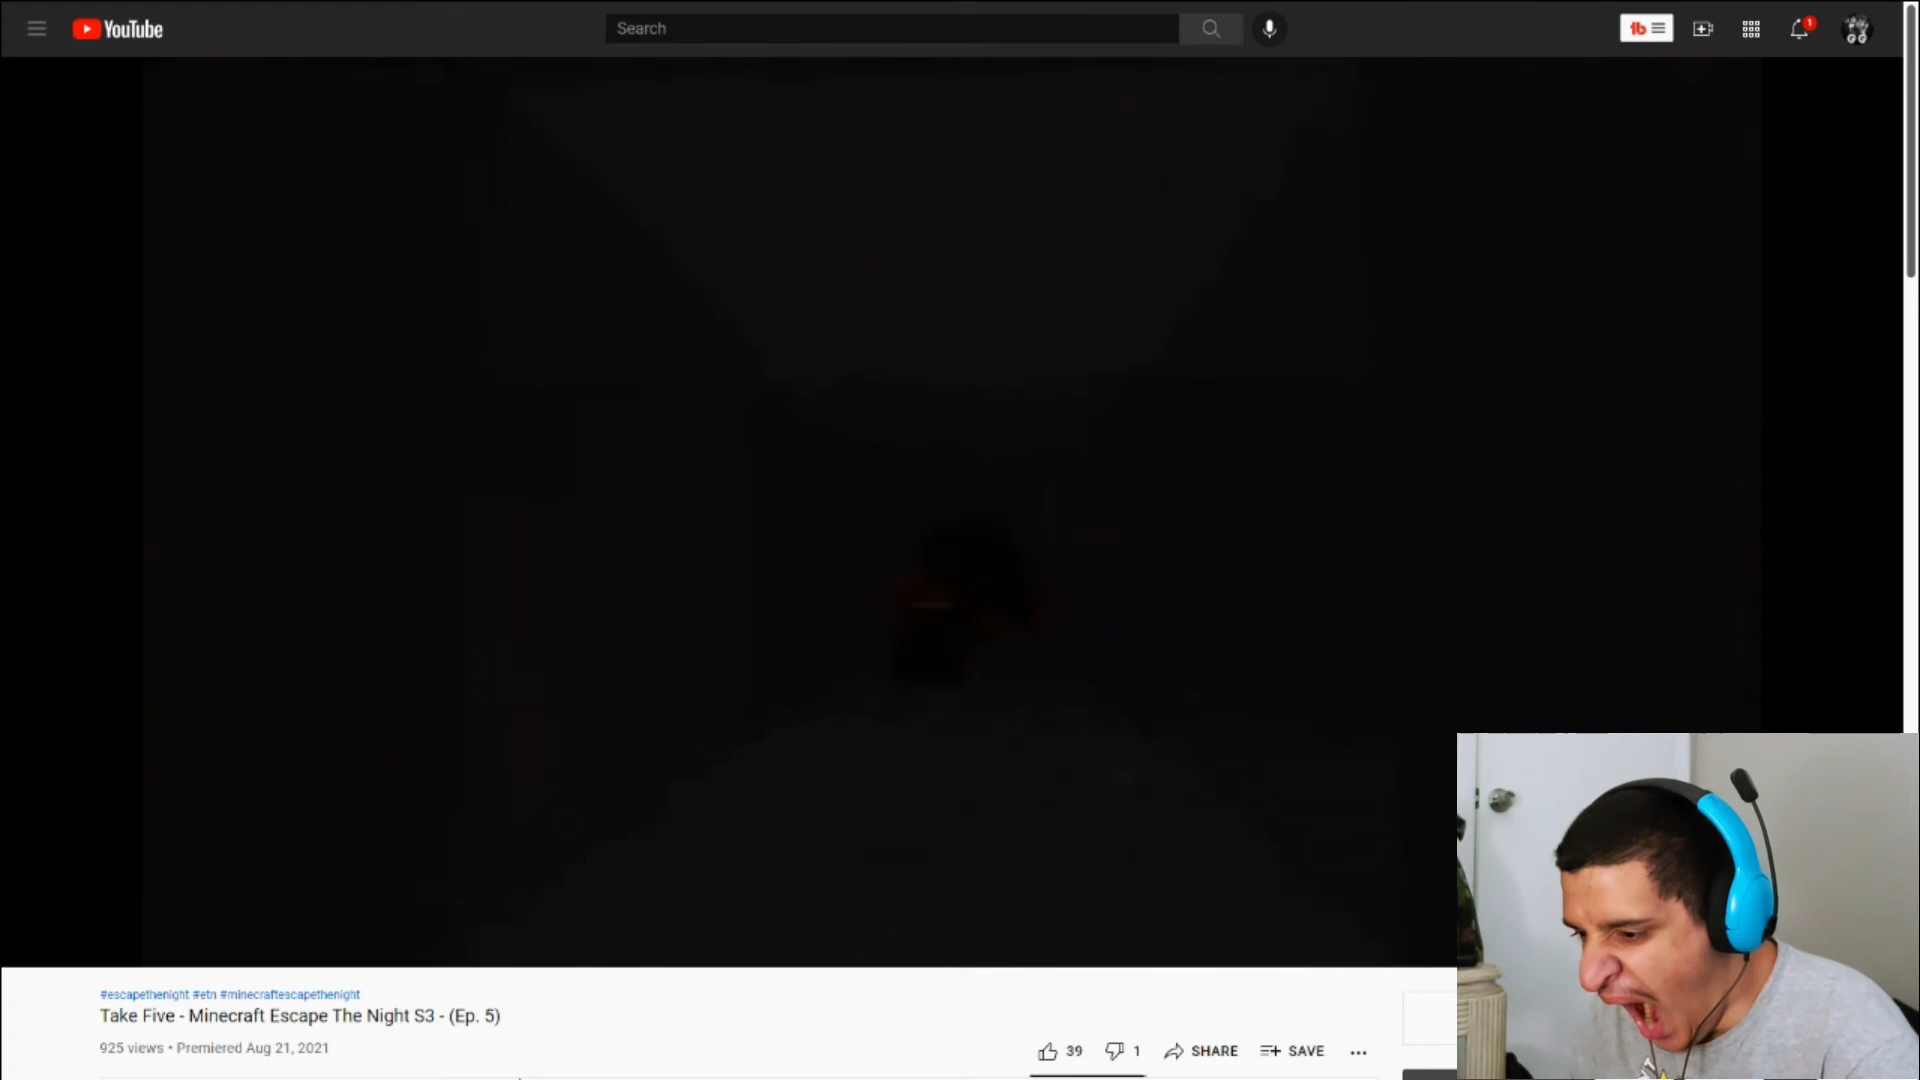 YouTube
Search
1
#escapethenight #etn #minecraftescapethenight
Take Five - Minecraft Escape The Night S3 - (Ep. 5)
925 views • Premiered Aug 21, 2021
39
1
SHARE
SAVE